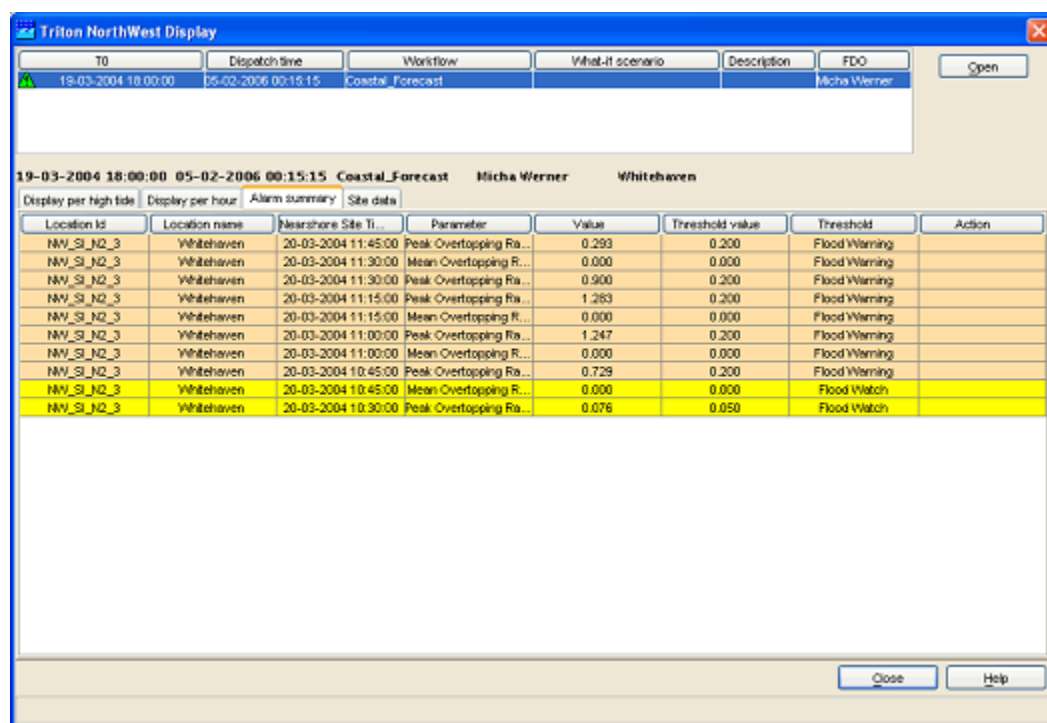 Triton NorthWest Display
T0 Dispatch time Workflow What-if scenario Description FDO
19-03-2004 18:00:00 05-02-2006 00:15:15 Coastal_Forecast Micha Werner
Open
19-03-2004 18:00:00 05-02-2006 00:15:15 Coastal_Forecast Micha Werner Whitehaven
Display per high tide Display per hour Alarm summary Site data
Location Id Location name Nearshore Site Ti... Parameter Value Threshold value Threshold Action
NW_SI_N2_3 Whitehaven 20-03-2004 11:45:00 Peak Overtopping Ra... 0.293 0.200 Flood Warning
NW_SI_N2_3 Whitehaven 20-03-2004 11:30:00 Mean Overtopping R... 0.000 0.000 Flood Warning
NW_SI_N2_3 Whitehaven 20-03-2004 11:30:00 Peak Overtopping Ra... 0.900 0.200 Flood Warning
NW_SI_N2_3 Whitehaven 20-03-2004 11:15:00 Peak Overtopping Ra... 1.283 0.200 Flood Warning
NW_SI_N2_3 Whitehaven 20-03-2004 11:15:00 Mean Overtopping R... 0.000 0.000 Flood Warning
NW_SI_N2_3 Whitehaven 20-03-2004 11:00:00 Peak Overtopping Ra... 1.247 0.200 Flood Warning
NW_SI_N2_3 Whitehaven 20-03-2004 11:00:00 Mean Overtopping R... 0.000 0.000 Flood Warning
NW_SI_N2_3 Whitehaven 20-03-2004 10:45:00 Peak Overtopping Ra... 0.729 0.200 Flood Warning
NW_SI_N2_3 Whitehaven 20-03-2004 10:45:00 Mean Overtopping R... 0.000 0.000 Flood Watch
NW_SI_N2_3 Whitehaven 20-03-2004 10:30:00 Peak Overtopping Ra... 0.076 0.050 Flood Watch
Close Help